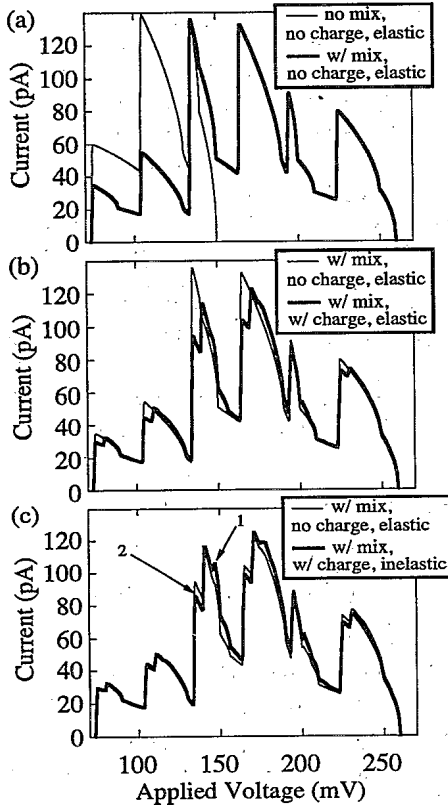 (a)
no mix,
no charge, elastic
w/ mix,
no charge, elastic
Current (pA)
120
100
80
60
40
20
0
(b)
w/ mix,
no charge, elastic
w/ mix,
w/ charge, elastic
Current (pA)
120
100
80
60
40
20
0
(c)
w/ mix,
no charge, elastic
w/ mix,
w/ charge, inelastic
1
2
Current (pA)
120
100
80
60
40
20
0
100 150 200 250
Applied Voltage (mV)